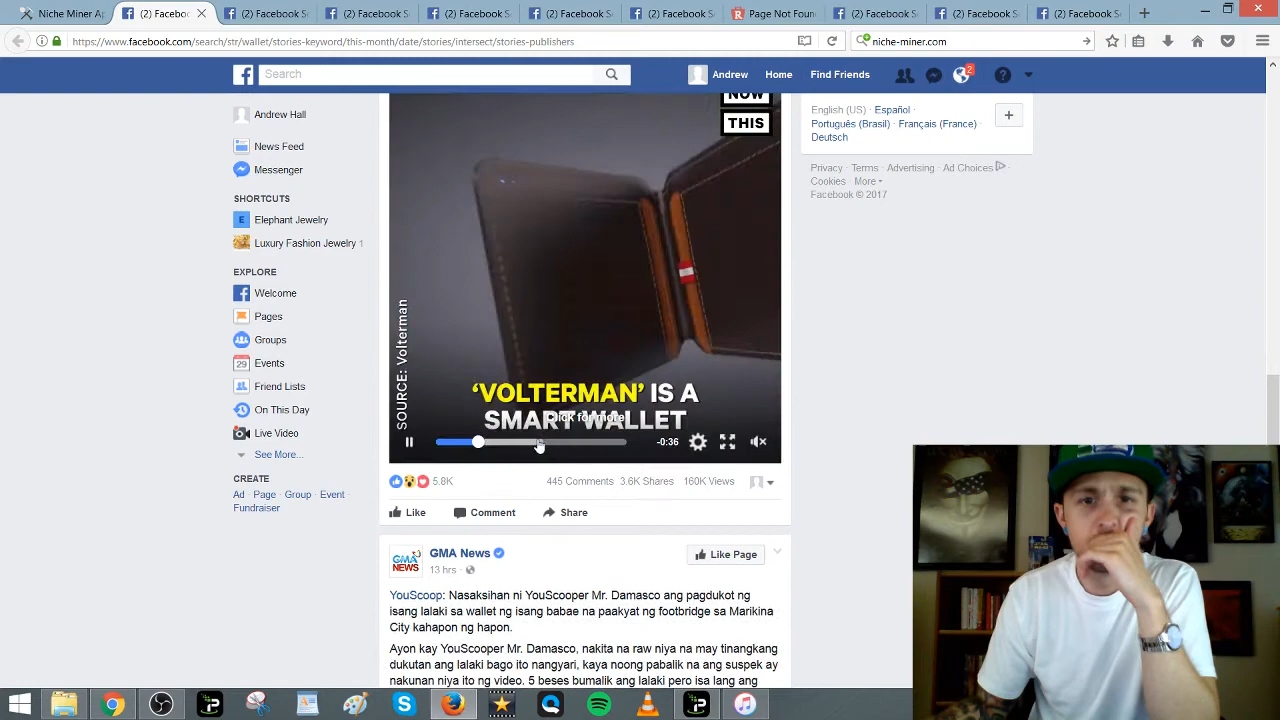 Niche Miner Ap
(2) Faceboc
(2) Facebook S
(2) Facebook S
(2) Facebook S
(2) Facebook S
(2) Facebook S
Page Not Foun
(2) Facebook S
(2) Facebook S
(2) Facebook S
https://www.facebook.com/search/str/wallet/stories-keyword/this-month/date/stories/intersect/stories-publishers
niche-miner.com
Search
Andrew
Home
Find Friends
2
Andrew Hall
News Feed
Messenger
SHORTCUTS
Elephant Jewelry
Luxury Fashion Jewelry 1
EXPLORE
Welcome
Pages
Groups
29 Events
Friend Lists
On This Day
Live Video
See More...
CREATE
Ad · Page · Group · Event ·
Fundraiser
NOW
THIS
SOURCE: Volterman
'VOLTERMAN' IS A
SMART WALLET
Click for more
-0:36
5.8K
445 Comments 3.6K Shares 160K Views
Like Comment Share
GMA
NEWS
GMA News
13 hrs ·
Like Page
YouScoop: Nasaksihan ni YouScooper Mr. Damasco ang pagdukot ng
isang lalaki sa wallet ng isang babae na paakyat ng footbridge sa Marikina
City kahapon ng hapon.
Ayon kay YouScooper Mr. Damasco, nakita na raw niya na may tinangkang
dukutan ang lalaki bago ito nangyari, kaya noong pabalik na ang suspek ay
nakunan niya ito ng video. 5 beses bumalik ang lalaki pero isa lang ang
English (US) · Español ·
Português (Brasil) · Français (France) ·
Deutsch
Privacy · Terms · Advertising · Ad Choices ·
Cookies · More
Facebook © 2017